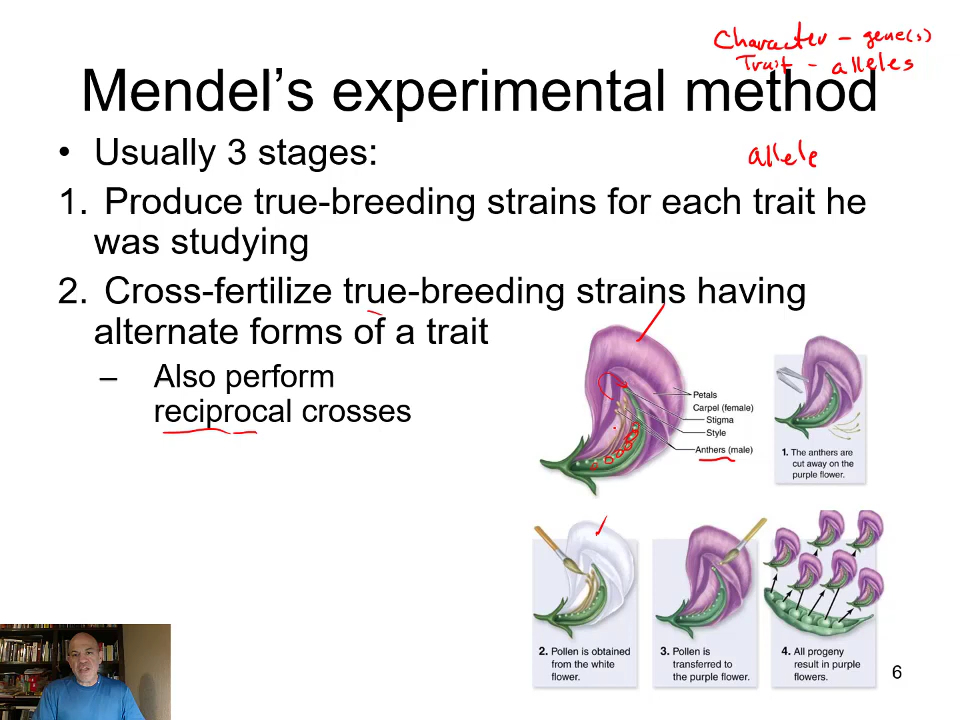 Character – gene(s)
Trait - alleles
Mendel's experimental method
• Usually 3 stages:
allele
1. Produce true-breeding strains for each trait he
was studying
2. Cross-fertilize true-breeding strains having
alternate forms of a trait
– Also perform
reciprocal crosses
Petals
Carpel (female)
Stigma
Style
Anthers (male)
1. The anthers are
cut away on the
purple flower.
2. Pollen is obtained
from the white
flower.
3. Pollen is
transferred to
the purple flower.
4. All progeny
result in purple
flowers.
6